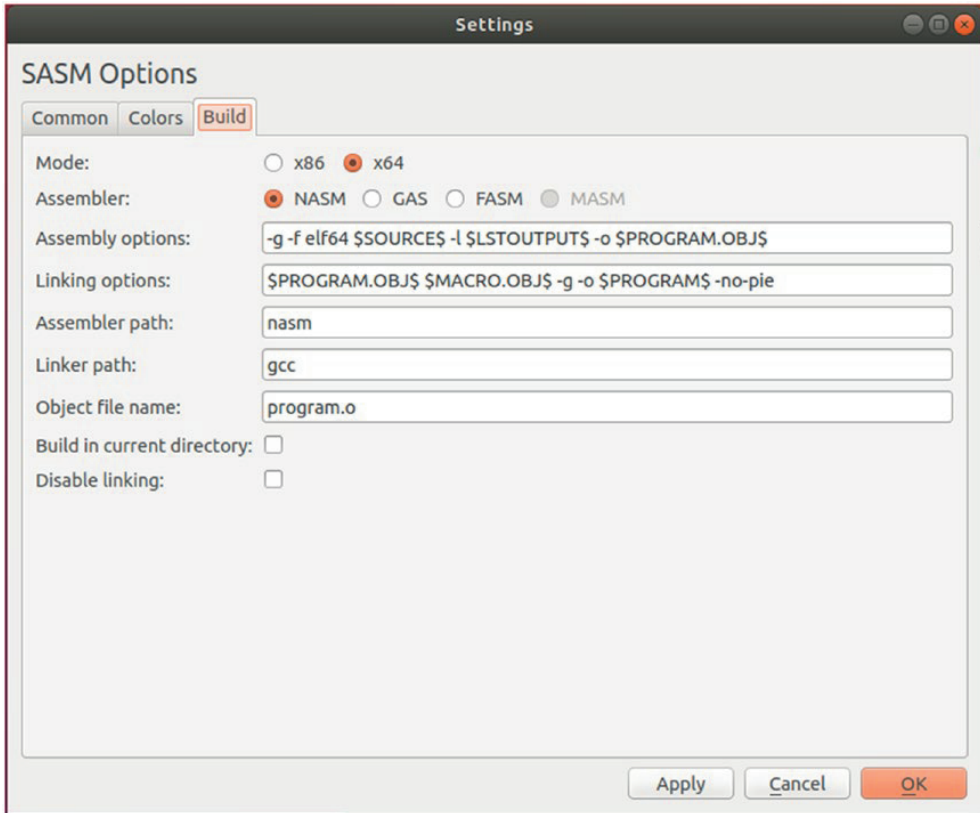 Settings
SASM Options
Common Colors Build
Mode: x86 x64
Assembler: NASM GAS FASM MASM
Assembly options: -g -f elf64 $SOURCE$ -l $LSTOUTPUT$ -o $PROGRAM.OBJ$
Linking options: $PROGRAM.OBJ$ $MACRO.OBJ$ -g -o $PROGRAM$ -no-pie
Assembler path: nasm
Linker path: gcc
Object file name: program.o
Build in current directory:
Disable linking:
Apply Cancel OK